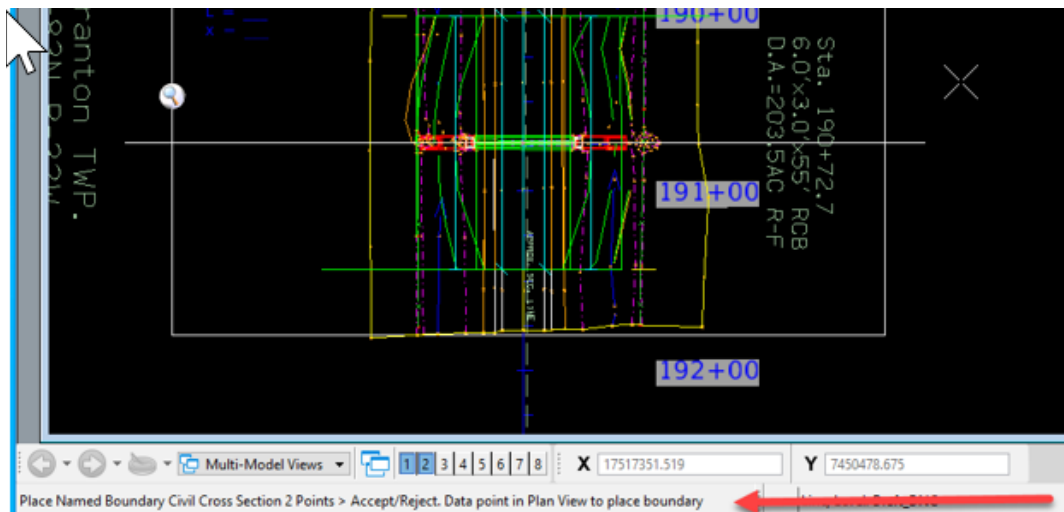 190+00
ranton TWP.
Sta. 190+72.7
6.0'x3.0'x55' RCB
D.A.=203.5AC R-F
191+00
192+00
Multi-Model Views
1 2 3 4 5 6 7 8
X 17517351.519
Y 7450478.675
Place Named Boundary Civil Cross Section 2 Points > Accept/Reject. Data point in Plan View to place boundary